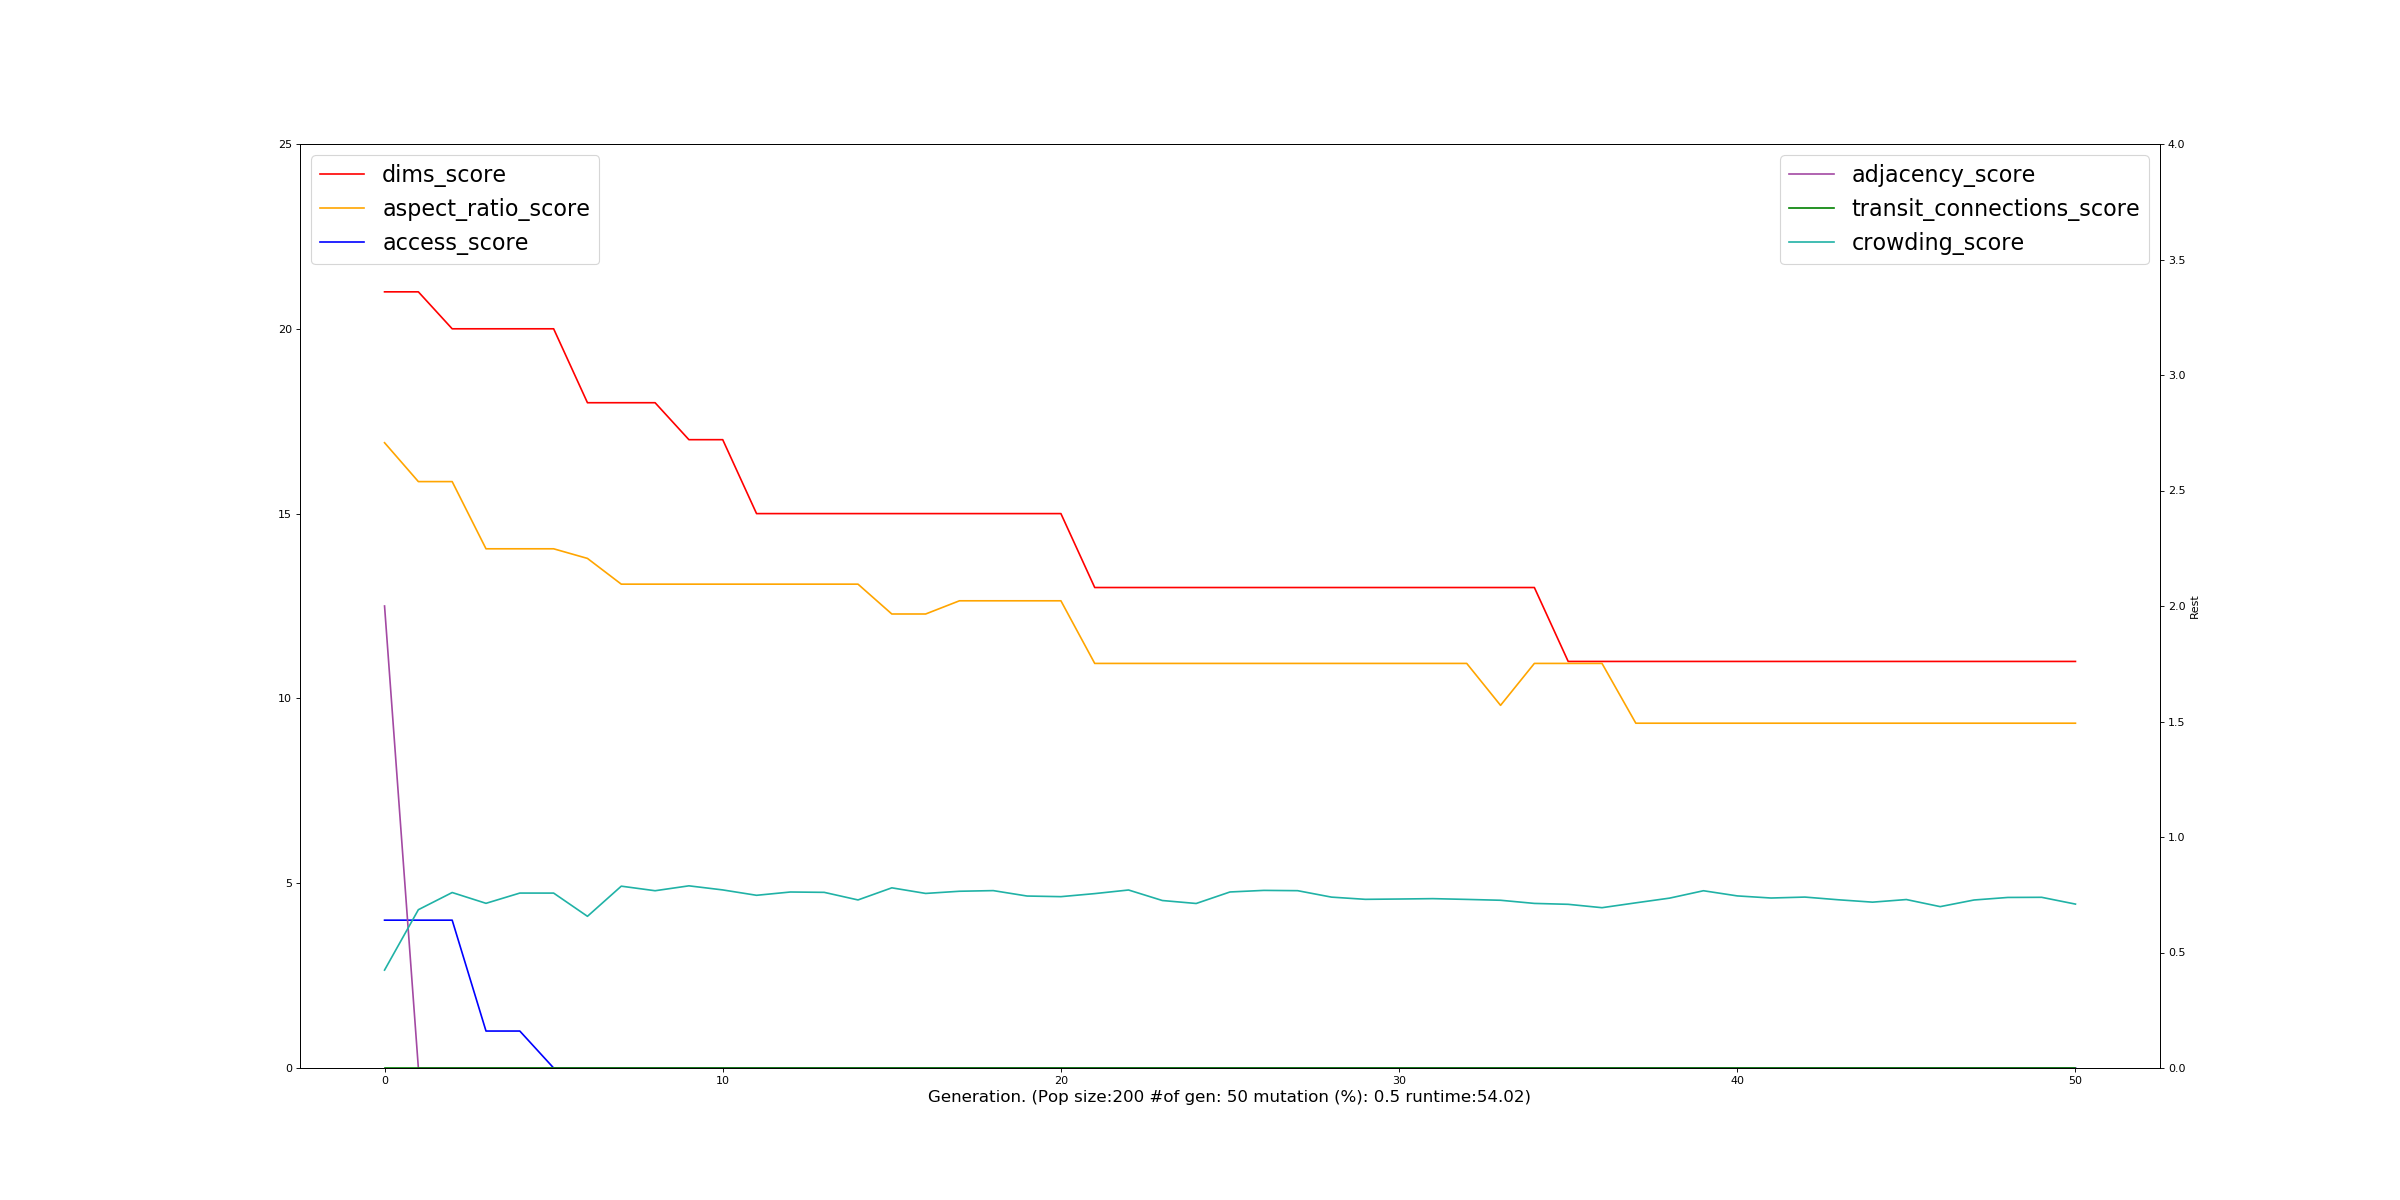 dims_score
aspect_ratio_score
access_score
adjacency_score
transit_connections_score
crowding_score
25
20
15
10
5
0
4.0
3.5
3.0
2.5
2.0
1.5
1.0
0.5
0.0
Rest
0 10 20 30 40 50
Generation. (Pop size:200 #of gen: 50 mutation (%): 0.5 runtime:54.02)